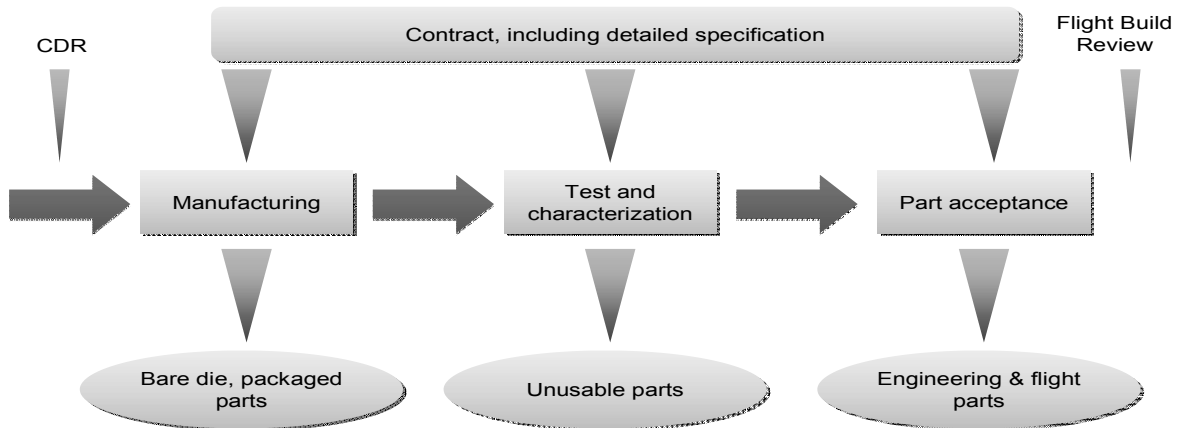 CDR
Contract, including detailed specification
Flight Build
Review
Manufacturing
Test and
characterization
Part acceptance
Bare die, packaged
parts
Unusable parts
Engineering & flight
parts